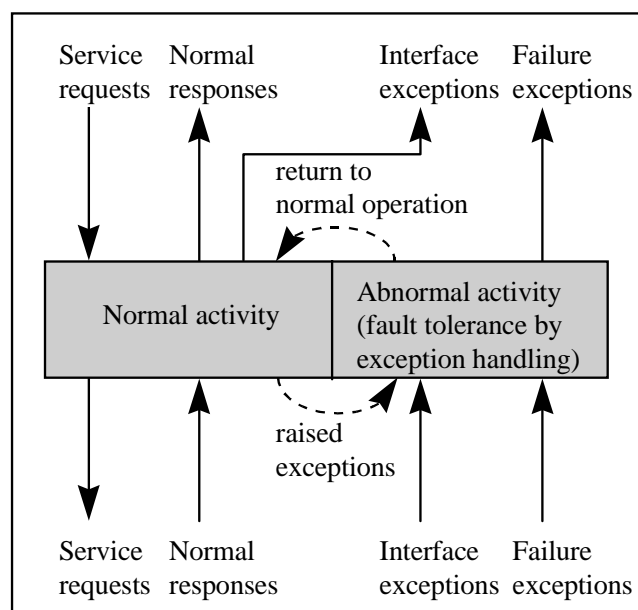 Service
requests
Normal
responses
Interface
exceptions
Failure
exceptions
return to
normal operation
Normal activity
Abnormal activity
(fault tolerance by
exception handling)
raised
exceptions
Service
requests
Normal
responses
Interface
exceptions
Failure
exceptions